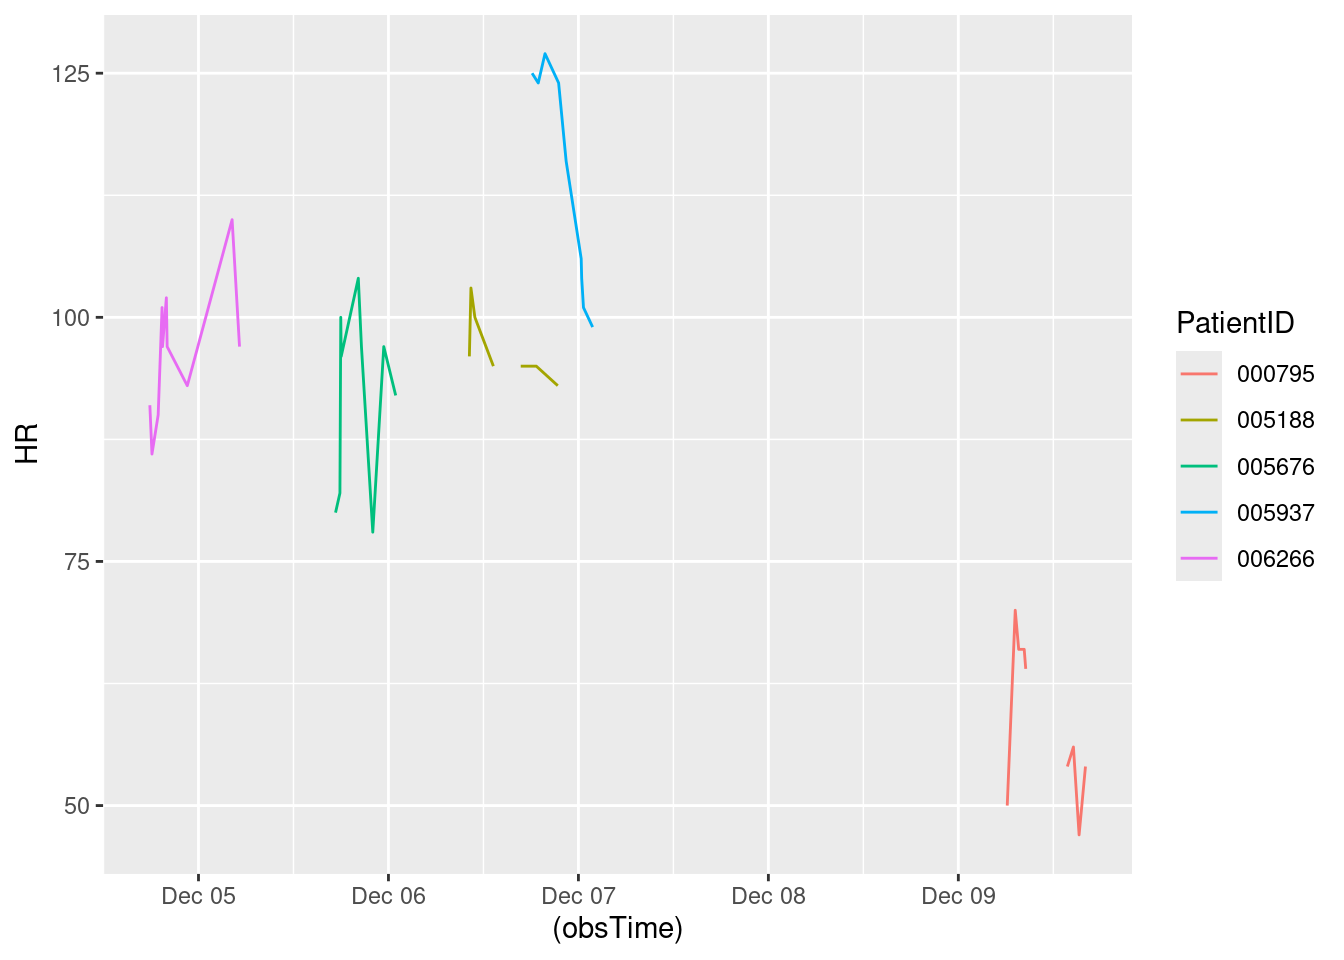 125
100
75
50
HR
Dec 05
Dec 06
Dec 07
Dec 08
Dec 09
(obsTime)
PatientID
000795
005188
005676
005937
006266